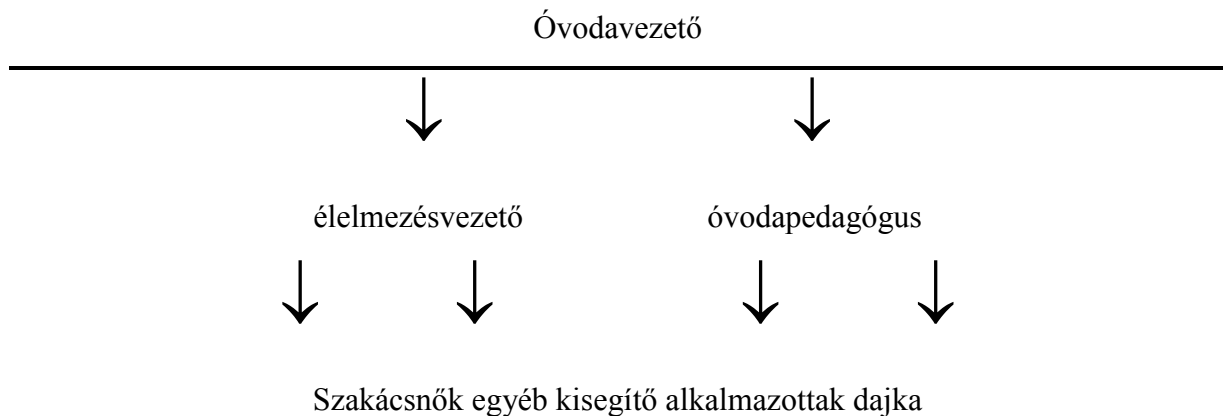 Óvodavezető
élelmezésvezető óvodapedagógus
Szakácsnők egyéb kisegítő alkalmazottak dajka